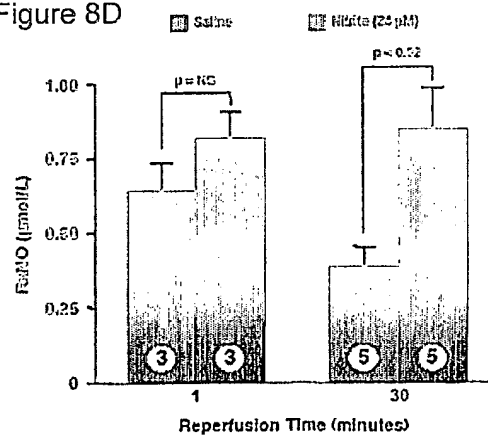 Figure 8D
Saline
Nitrite (24 µM)
p = NS
p < 0.02
1.00
0.75
0.50
0.25
0
(µmol/L)
3
3
5
5
1
30
Reperfusion Time (minutes)